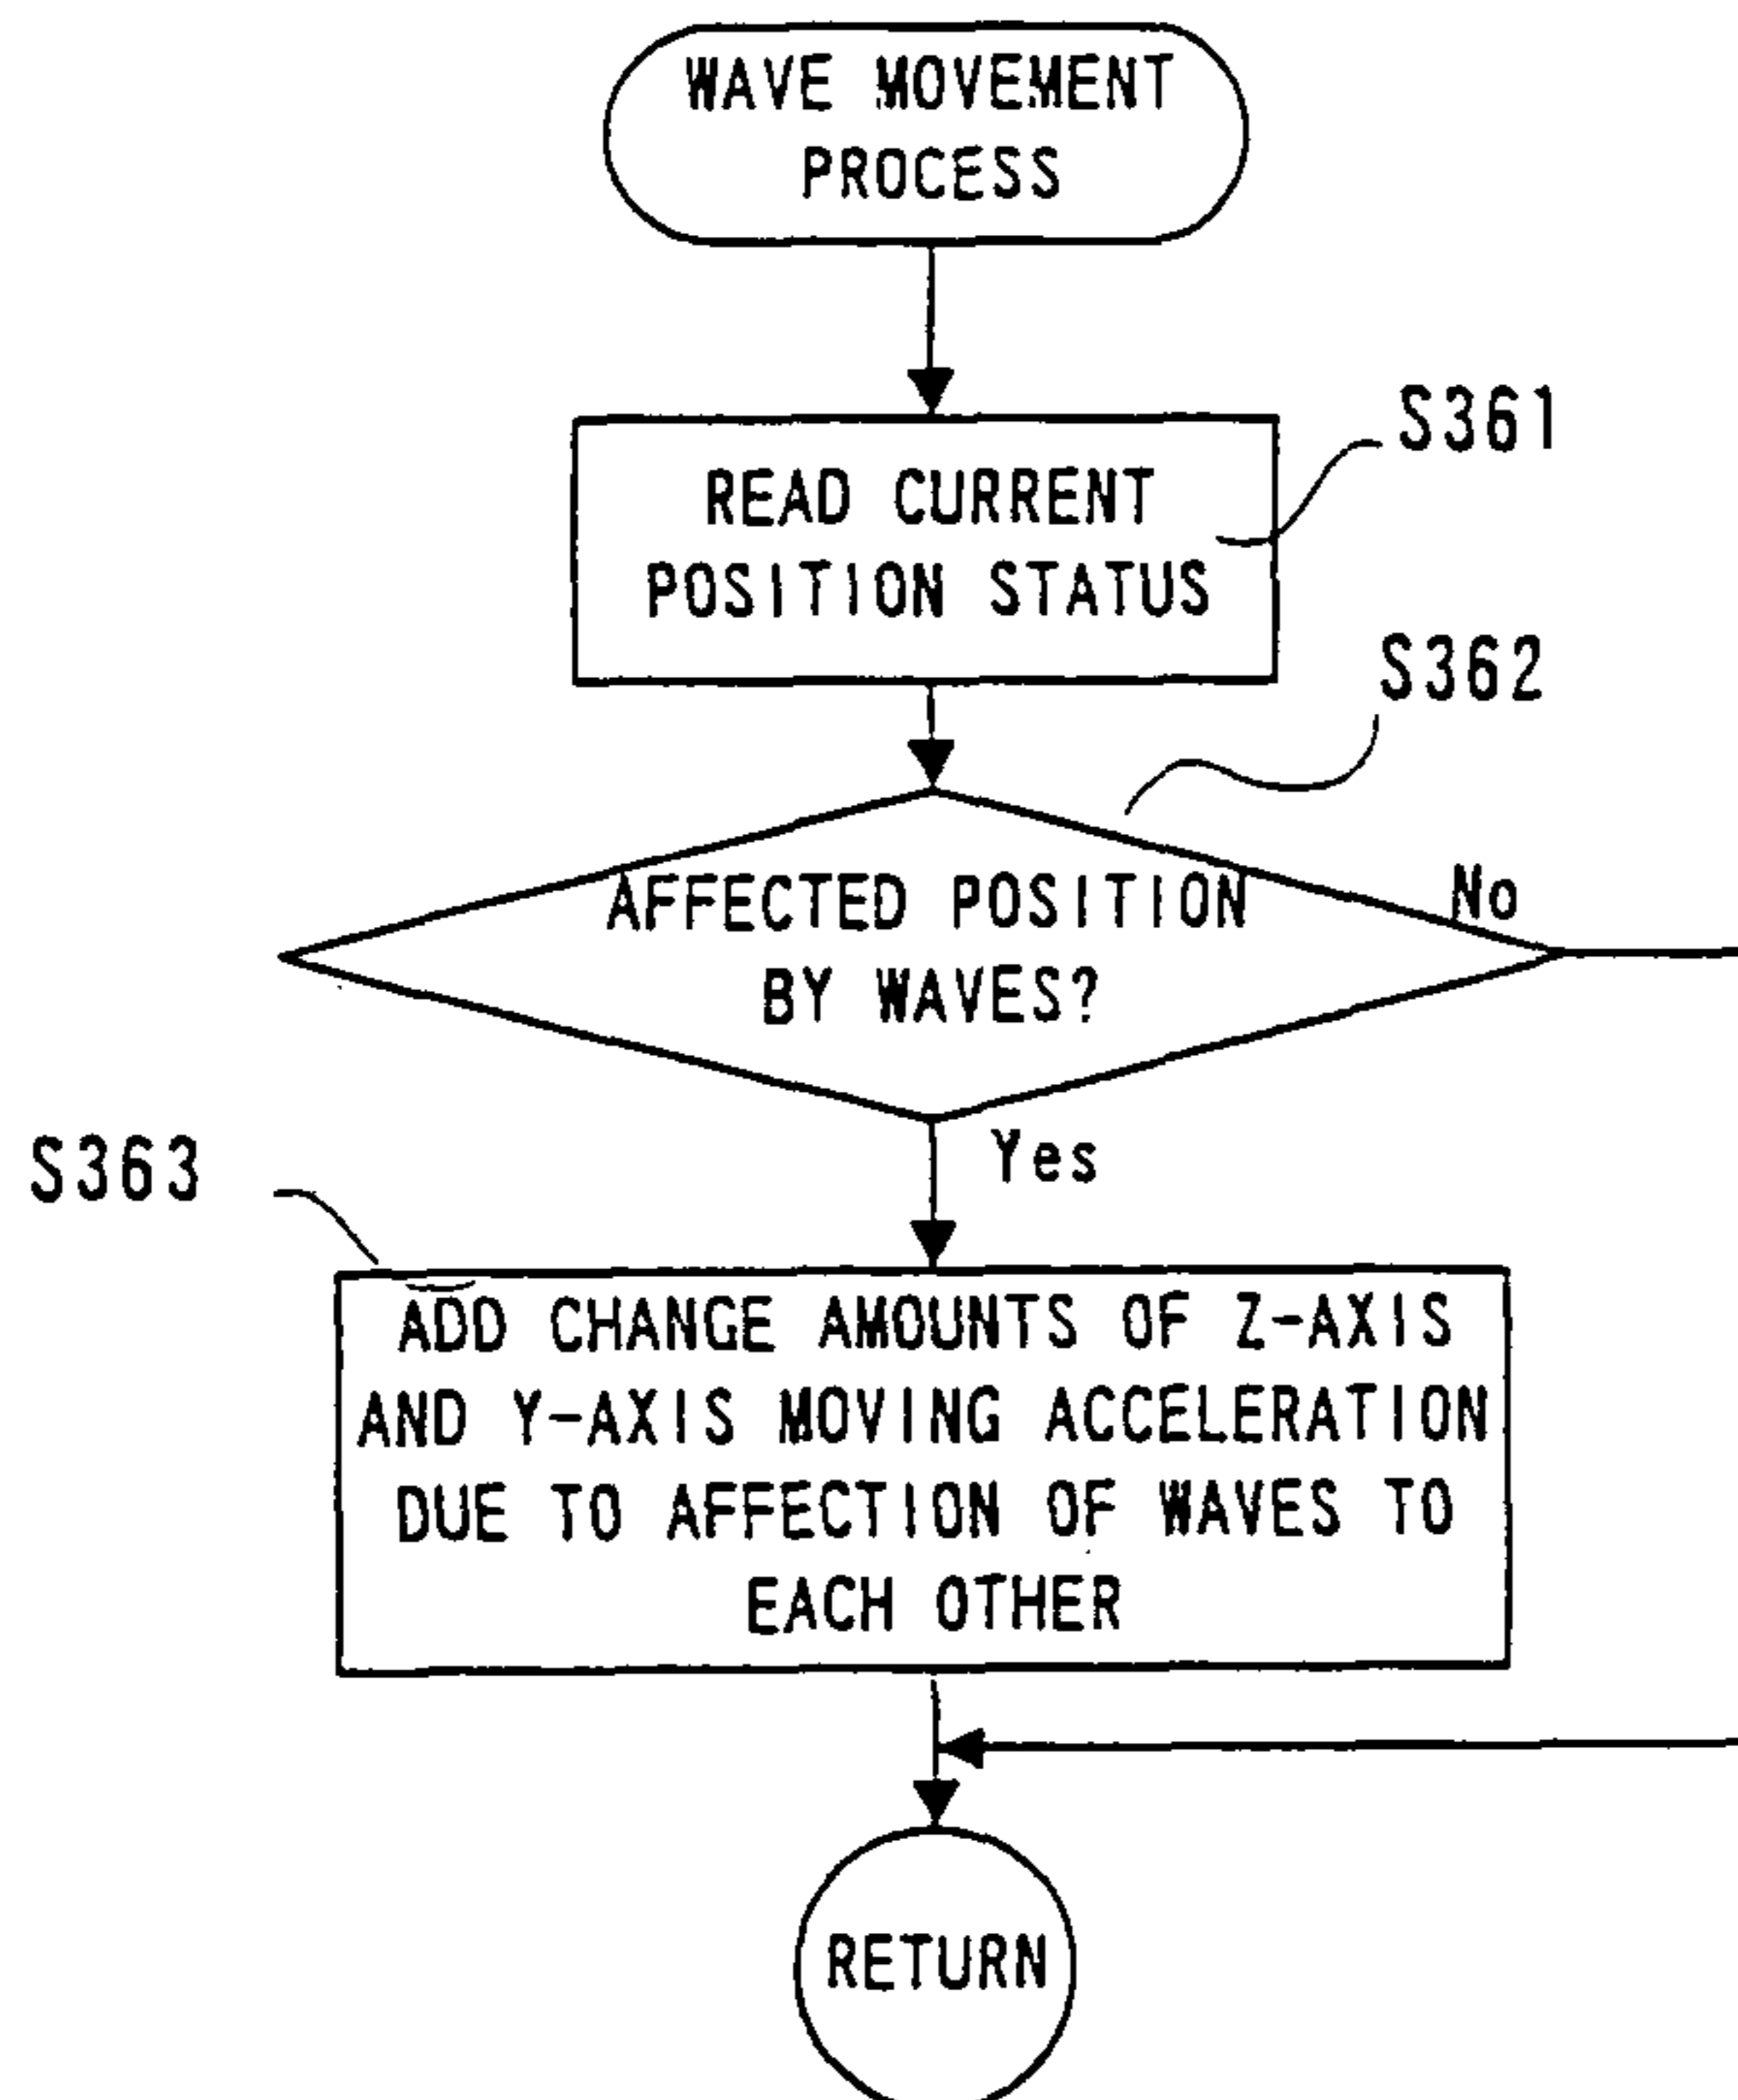 WAVE MOVEMENT
PROCESS
S361
READ CURRENT
POSITION STATUS
S362
AFFECTED POSITION
BY WAVES?
No
Yes
S363
ADD CHANGE AMOUNTS OF Z-AXIS
AND Y-AXIS MOVING ACCELERATION
DUE TO AFFECTION OF WAVES TO
EACH OTHER
RETURN